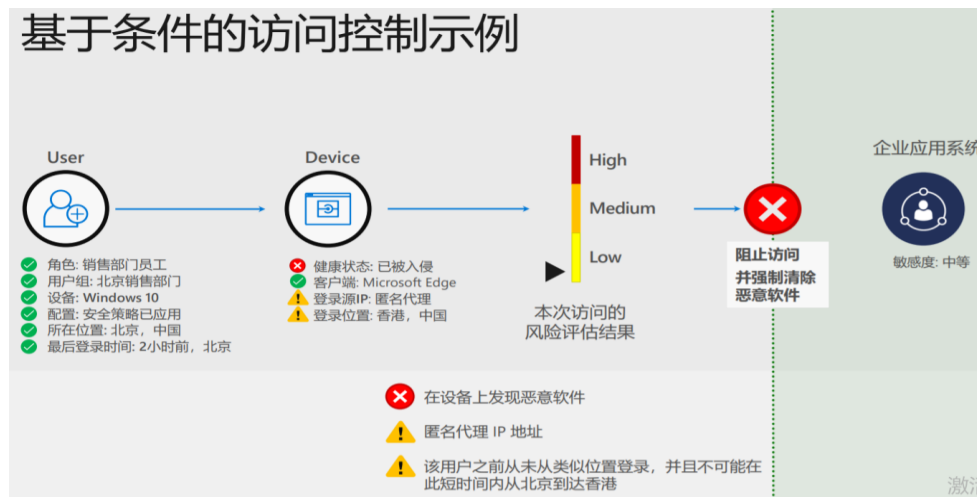 基于条件的访问控制示例
User
角色: 销售部门员工
用户组: 北京销售部门
设备: Windows 10
配置: 安全策略已应用
所在位置: 北京，中国
最后登录时间: 2小时前，北京
Device
健康状态: 已被入侵
客户端: Microsoft Edge
登录源IP: 匿名代理
登录位置: 香港，中国
High
Medium
Low
本次访问的
风险评估结果
阻止访问
并强制清除
恶意软件
企业应用系统
敏感度: 中等
在设备上发现恶意软件
匿名代理 IP 地址
该用户之前从未从类似位置登录，并且不可能在
此短时间内从北京到达香港
激